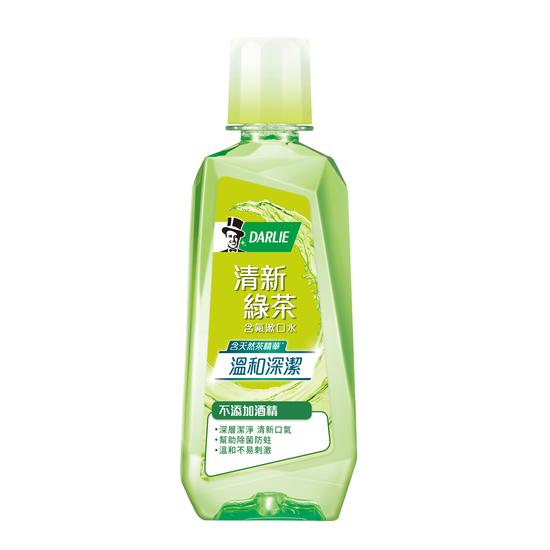 DARLIE
清新
綠茶
含氟漱口水
含天然茶精華*
溫和深潔
不添加酒精
•深層潔淨 清新口氣
•幫助除菌防蛀
•溫和不易刺激